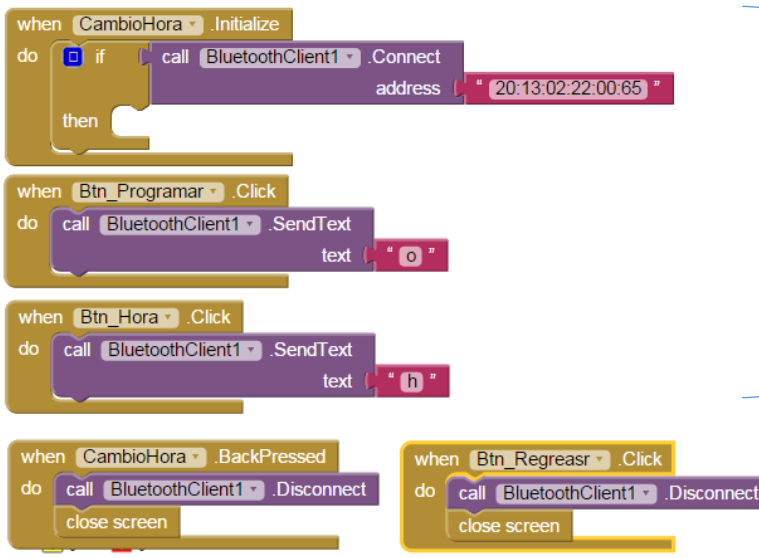 when CambioHora .Initialize
do if call BluetoothClient1 .Connect
address " 20:13:02:22:00:65 "
then
when Btn_Programar .Click
do call BluetoothClient1 .SendText
text " o "
when Btn_Hora .Click
do call BluetoothClient1 .SendText
text " h "
when CambioHora .BackPressed
do call BluetoothClient1 .Disconnect
close screen
when Btn_Regreasr .Click
do call BluetoothClient1 .Disconnect
close screen